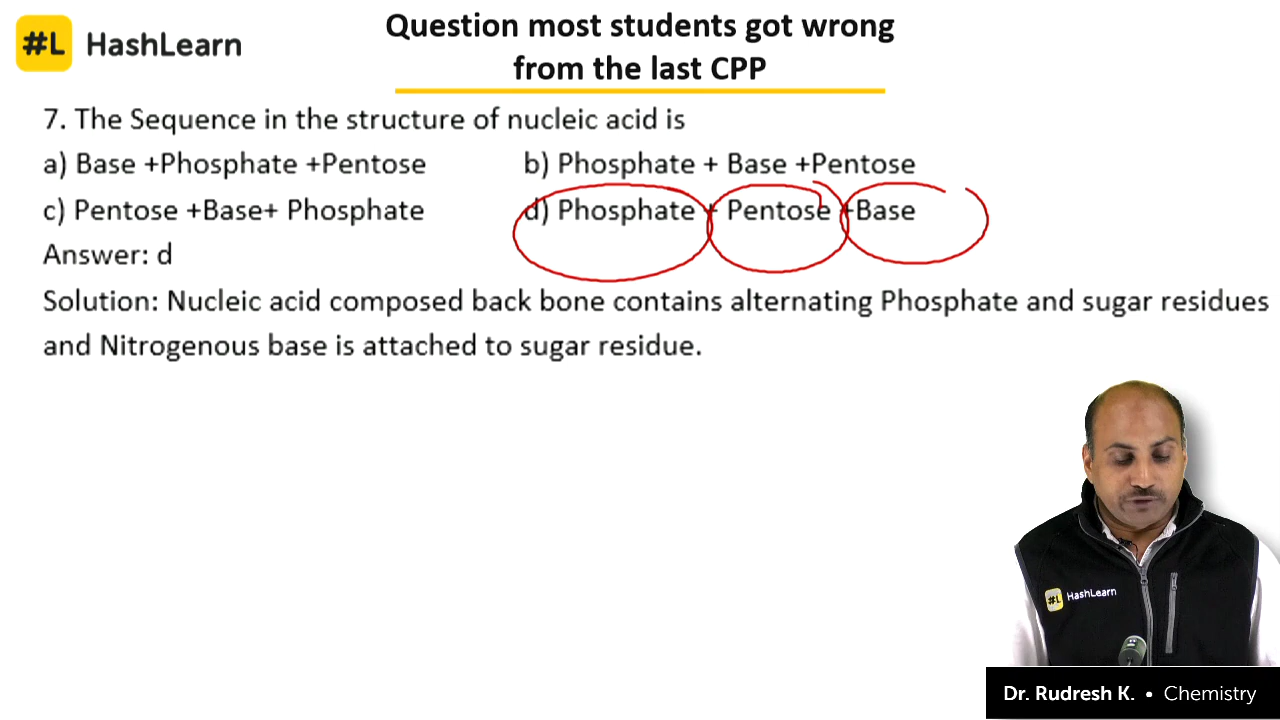 #L HashLearn
Question most students got wrong
from the last CPP
7. The Sequence in the structure of nucleic acid is
a) Base +Phosphate +Pentose b) Phosphate + Base +Pentose
c) Pentose +Base+ Phosphate d) Phosphate + Pentose +Base
Answer: d
Solution: Nucleic acid composed back bone contains alternating Phosphate and sugar residues
and Nitrogenous base is attached to sugar residue.
#L HashLearn
Dr. Rudresh K. • Chemistry